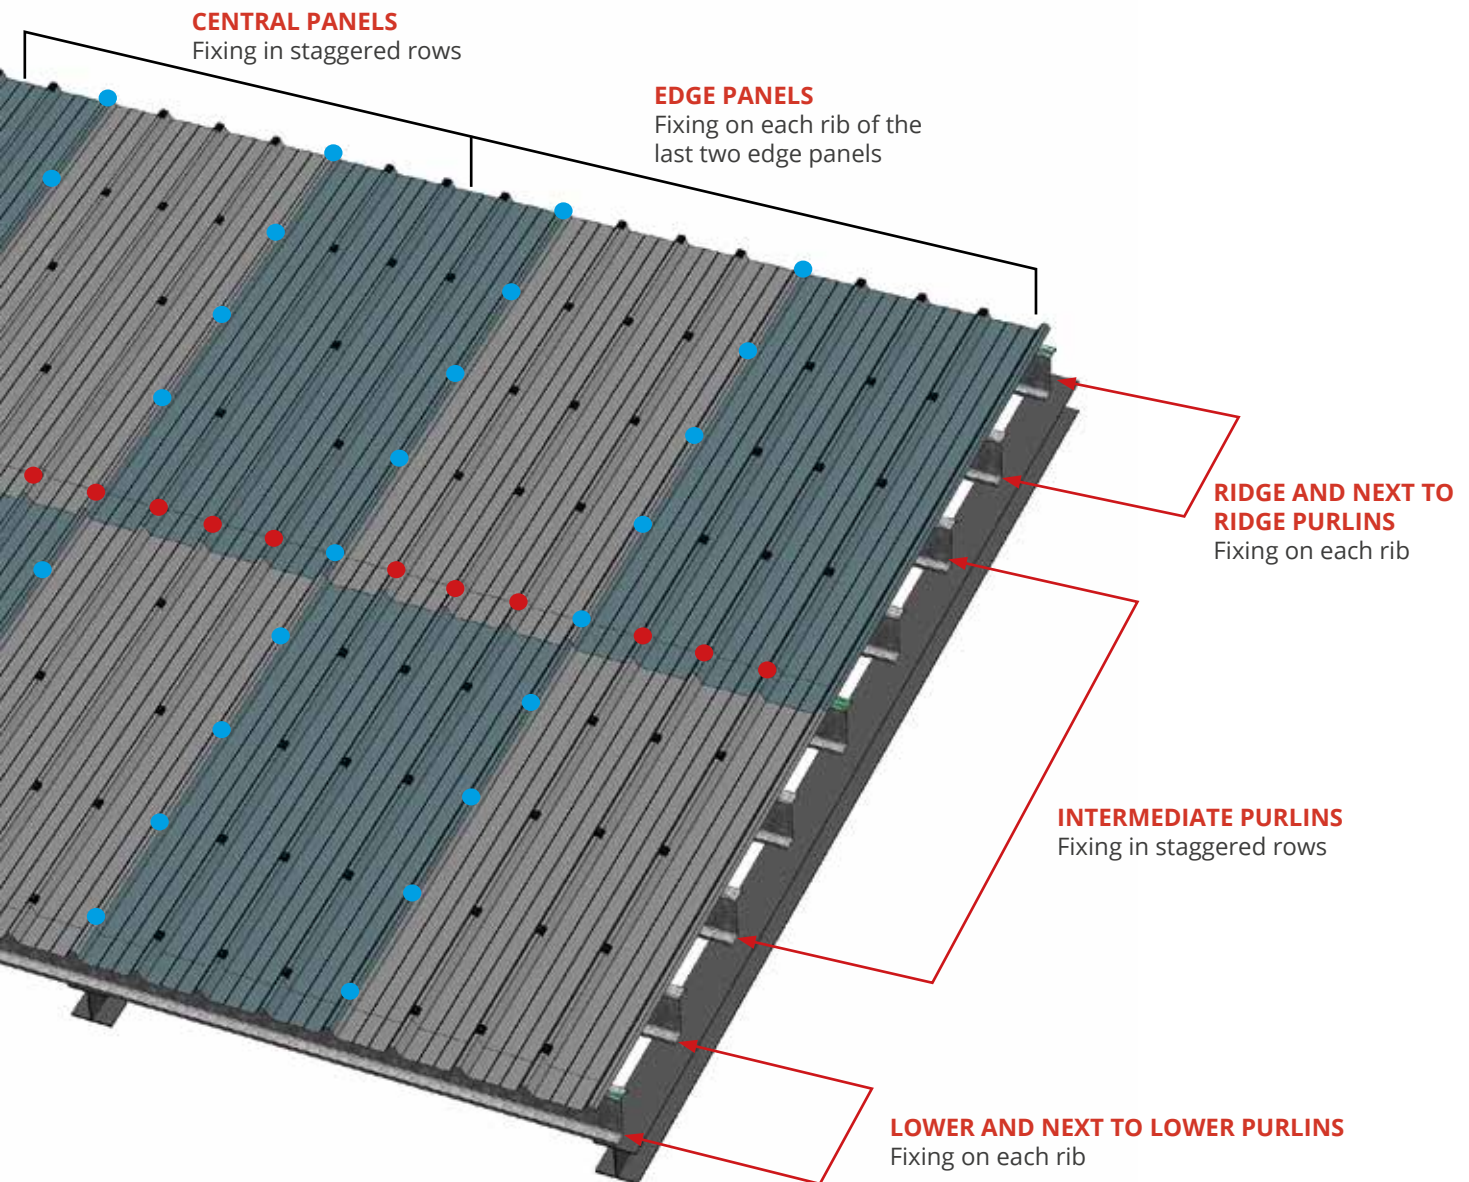 CENTRAL PANELS
Fixing in staggered rows
EDGE PANELS
Fixing on each rib of the
last two edge panels
RIDGE AND NEXT TO
RIDGE PURLINS
Fixing on each rib
INTERMEDIATE PURLINS
Fixing in staggered rows
LOWER AND NEXT TO LOWER PURLINS
Fixing on each rib